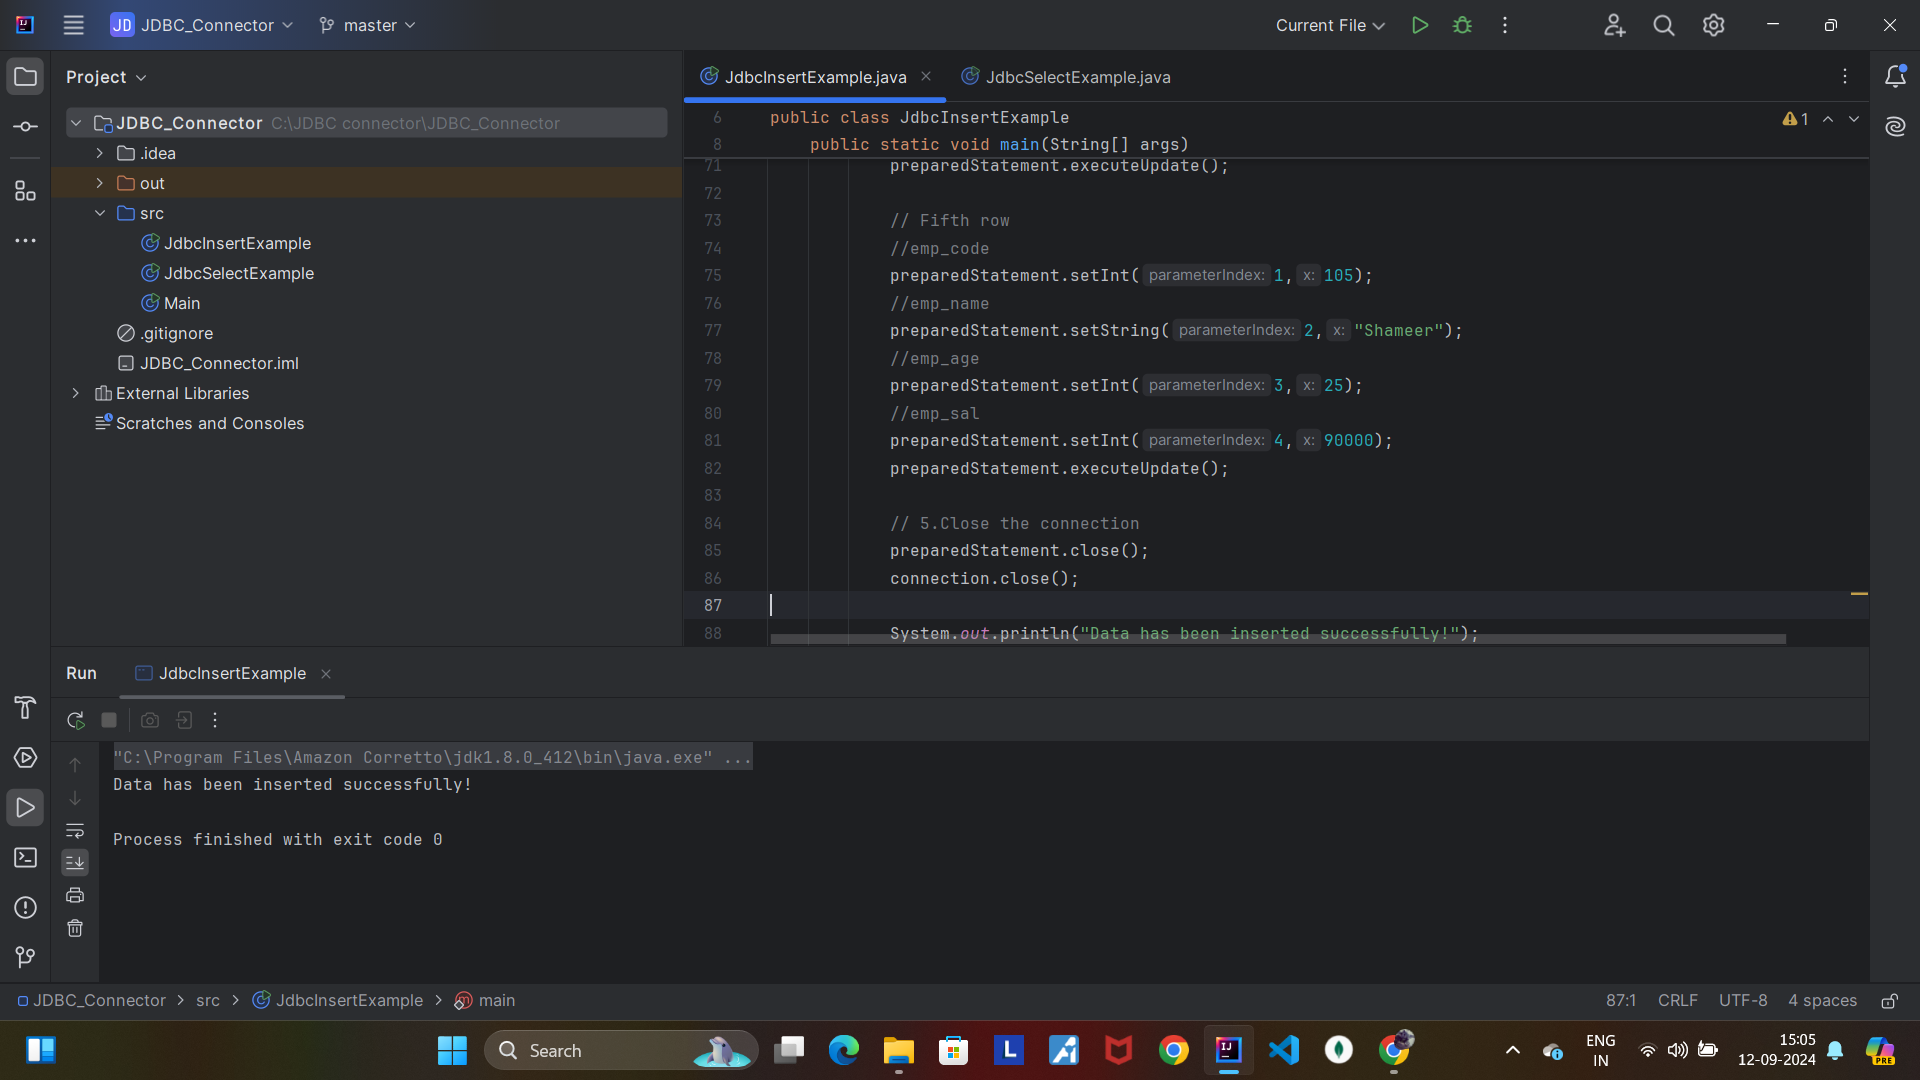 JD JDBC_Connector master Current File
Project
JDBC_Connector C:\JDBC connector\JDBC_Connector
.idea
out
src
JdbcInsertExample
JdbcSelectExample
Main
.gitignore
JDBC_Connector.iml
External Libraries
Scratches and Consoles
JdbcInsertExample.java JdbcSelectExample.java
6 public class JdbcInsertExample 1
8 public static void main(String[] args)
71 preparedStatement.executeUpdate();
72
73 // Fifth row
74 //emp_code
75 preparedStatement.setInt( parameterIndex: 1, x: 105);
76 //emp_name
77 preparedStatement.setString( parameterIndex: 2, x: "Shameer");
78 //emp_age
79 preparedStatement.setInt( parameterIndex: 3, x: 25);
80 //emp_sal
81 preparedStatement.setInt( parameterIndex: 4, x: 90000);
82 preparedStatement.executeUpdate();
83
84 // 5.Close the connection
85 preparedStatement.close();
86 connection.close();
87
88 System.out.println("Data has been inserted successfully!");
Run JdbcInsertExample
"C:\Program Files\Amazon Corretto\jdk1.8.0_412\bin\java.exe" ...
Data has been inserted successfully!
Process finished with exit code 0
JDBC_Connector > src > JdbcInsertExample > main 87:1 CRLF UTF-8 4 spaces
Search
ENG
IN
15:05
12-09-2024
PRE